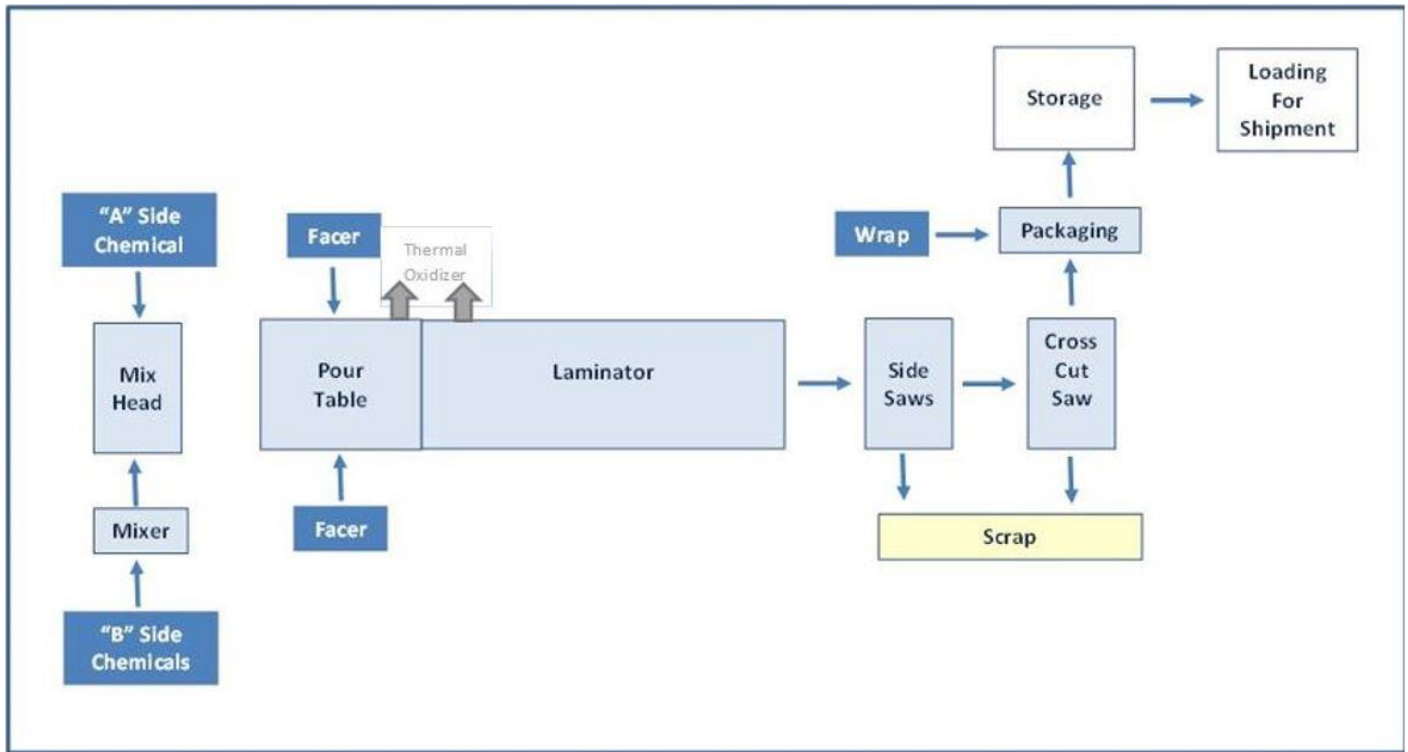 "A" Side
Chemical
Mix
Head
Mixer
"B" Side
Chemicals
Facer
Thermal
Oxidizer
Pour
Table
Facer
Laminator
Side
Saws
Cross
Cut
Saw
Scrap
Wrap
Packaging
Storage
Loading
For
Shipment